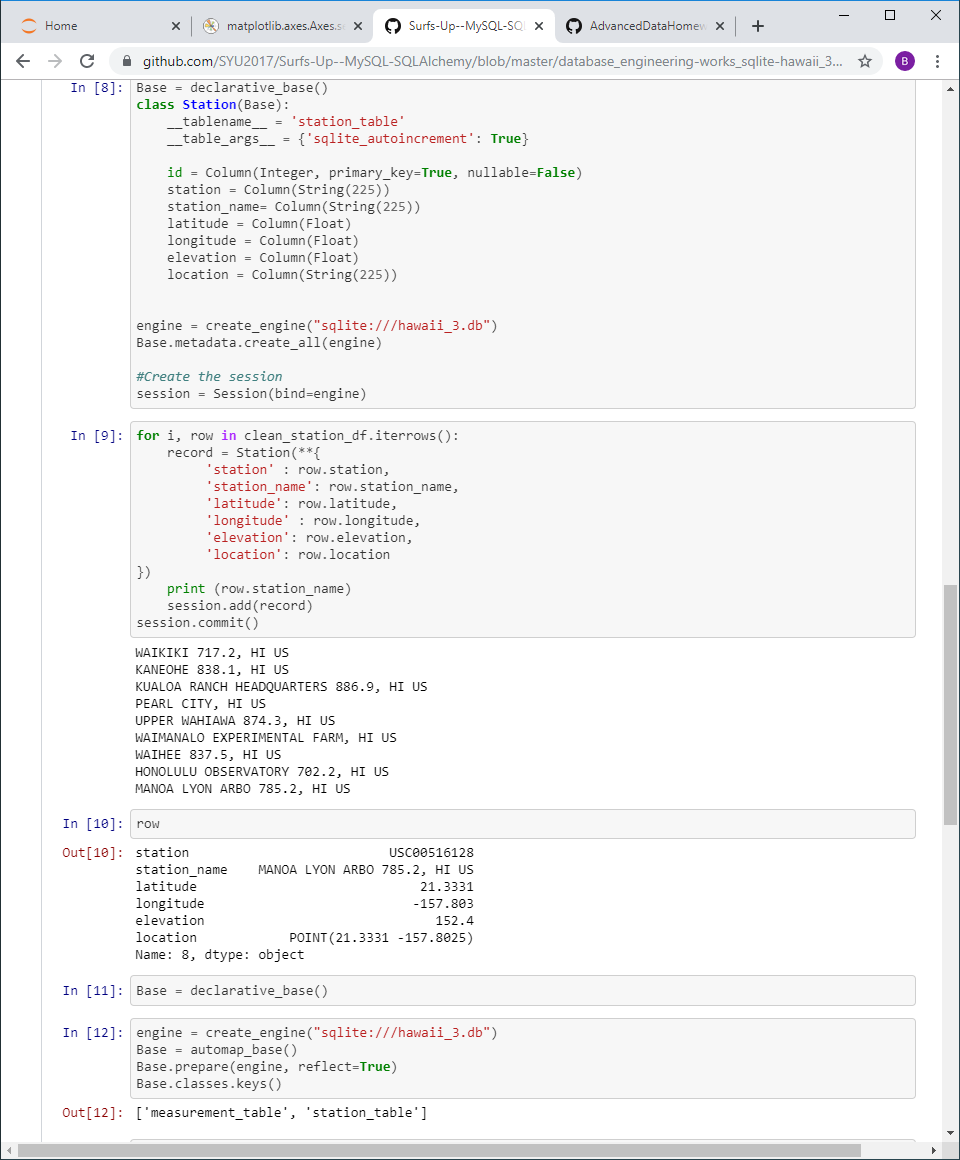 Home
matplotlib.axes.Axes.se
Surfs-Up--MySQL-SQL
AdvancedDataHomew
github.com/SYU2017/Surfs-Up--MySQL-SQLAlchemy/blob/master/database_engineering-works_sqlite-hawaii_3...
B
In [8]: Base = declarative_base()
class Station(Base):
    __tablename__ = 'station_table'
    __table_args__ = {'sqlite_autoincrement': True}
    id = Column(Integer, primary_key=True, nullable=False)
    station = Column(String(225))
    station_name= Column(String(225))
    latitude = Column(Float)
    longitude = Column(Float)
    elevation = Column(Float)
    location = Column(String(225))
engine = create_engine("sqlite:///hawaii_3.db")
Base.metadata.create_all(engine)
#Create the session
session = Session(bind=engine)
In [9]: for i, row in clean_station_df.iterrows():
    record = Station(**{
         'station' : row.station,
         'station_name': row.station_name,
         'latitude': row.latitude,
         'longitude' : row.longitude,
         'elevation': row.elevation,
         'location': row.location
})
    print (row.station_name)
    session.add(record)
session.commit()
WAIKIKI 717.2, HI US
KANEOHE 838.1, HI US
KUALOA RANCH HEADQUARTERS 886.9, HI US
PEARL CITY, HI US
UPPER WAHIAWA 874.3, HI US
WAIMANALO EXPERIMENTAL FARM, HI US
WAIHEE 837.5, HI US
HONOLULU OBSERVATORY 702.2, HI US
MANOA LYON ARBO 785.2, HI US
In [10]: row
Out[10]: station                          USC00516128
station_name    MANOA LYON ARBO 785.2, HI US
latitude                             21.3331
longitude                           -157.803
elevation                              152.4
location            POINT(21.3331 -157.8025)
Name: 8, dtype: object
In [11]: Base = declarative_base()
In [12]: engine = create_engine("sqlite:///hawaii_3.db")
Base = automap_base()
Base.prepare(engine, reflect=True)
Base.classes.keys()
Out[12]: ['measurement_table', 'station_table']